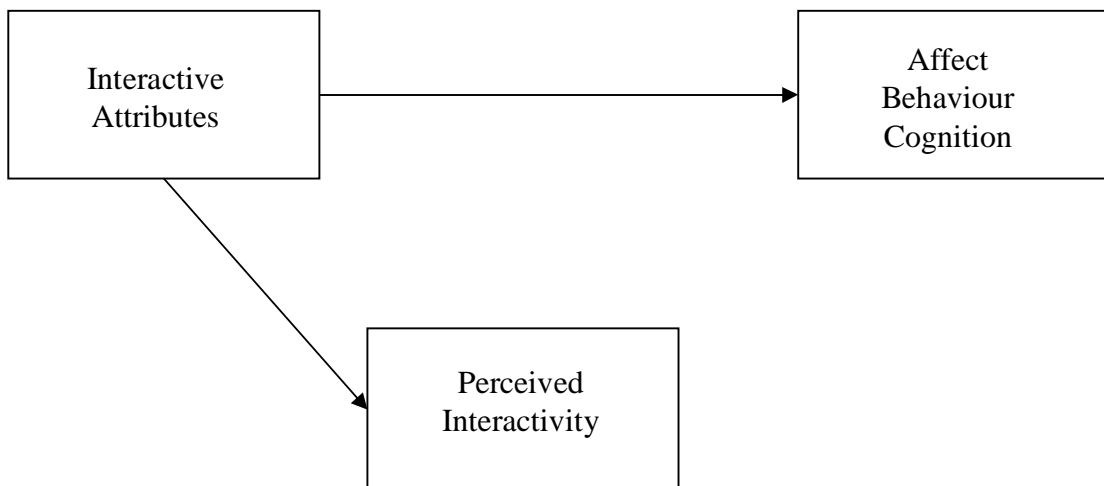 Interactive
Attributes
Affect
Behaviour
Cognition
Perceived
Interactivity